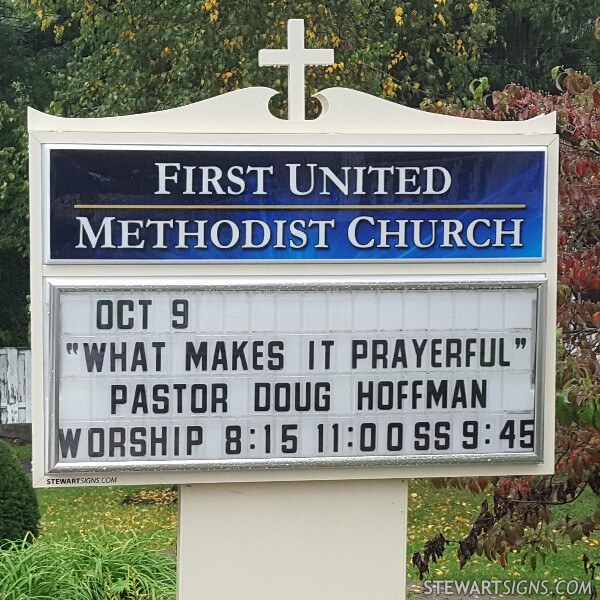 FIRST UNITED
METHODIST CHURCH
OCT 9
"WHAT MAKES IT PRAYERFUL"
PASTOR DOUG HOFFMAN
WORSHIP 8:15 11:00 SS 9:45
STEWARTSIGNS.COM
STEWARTSIGNS.COM